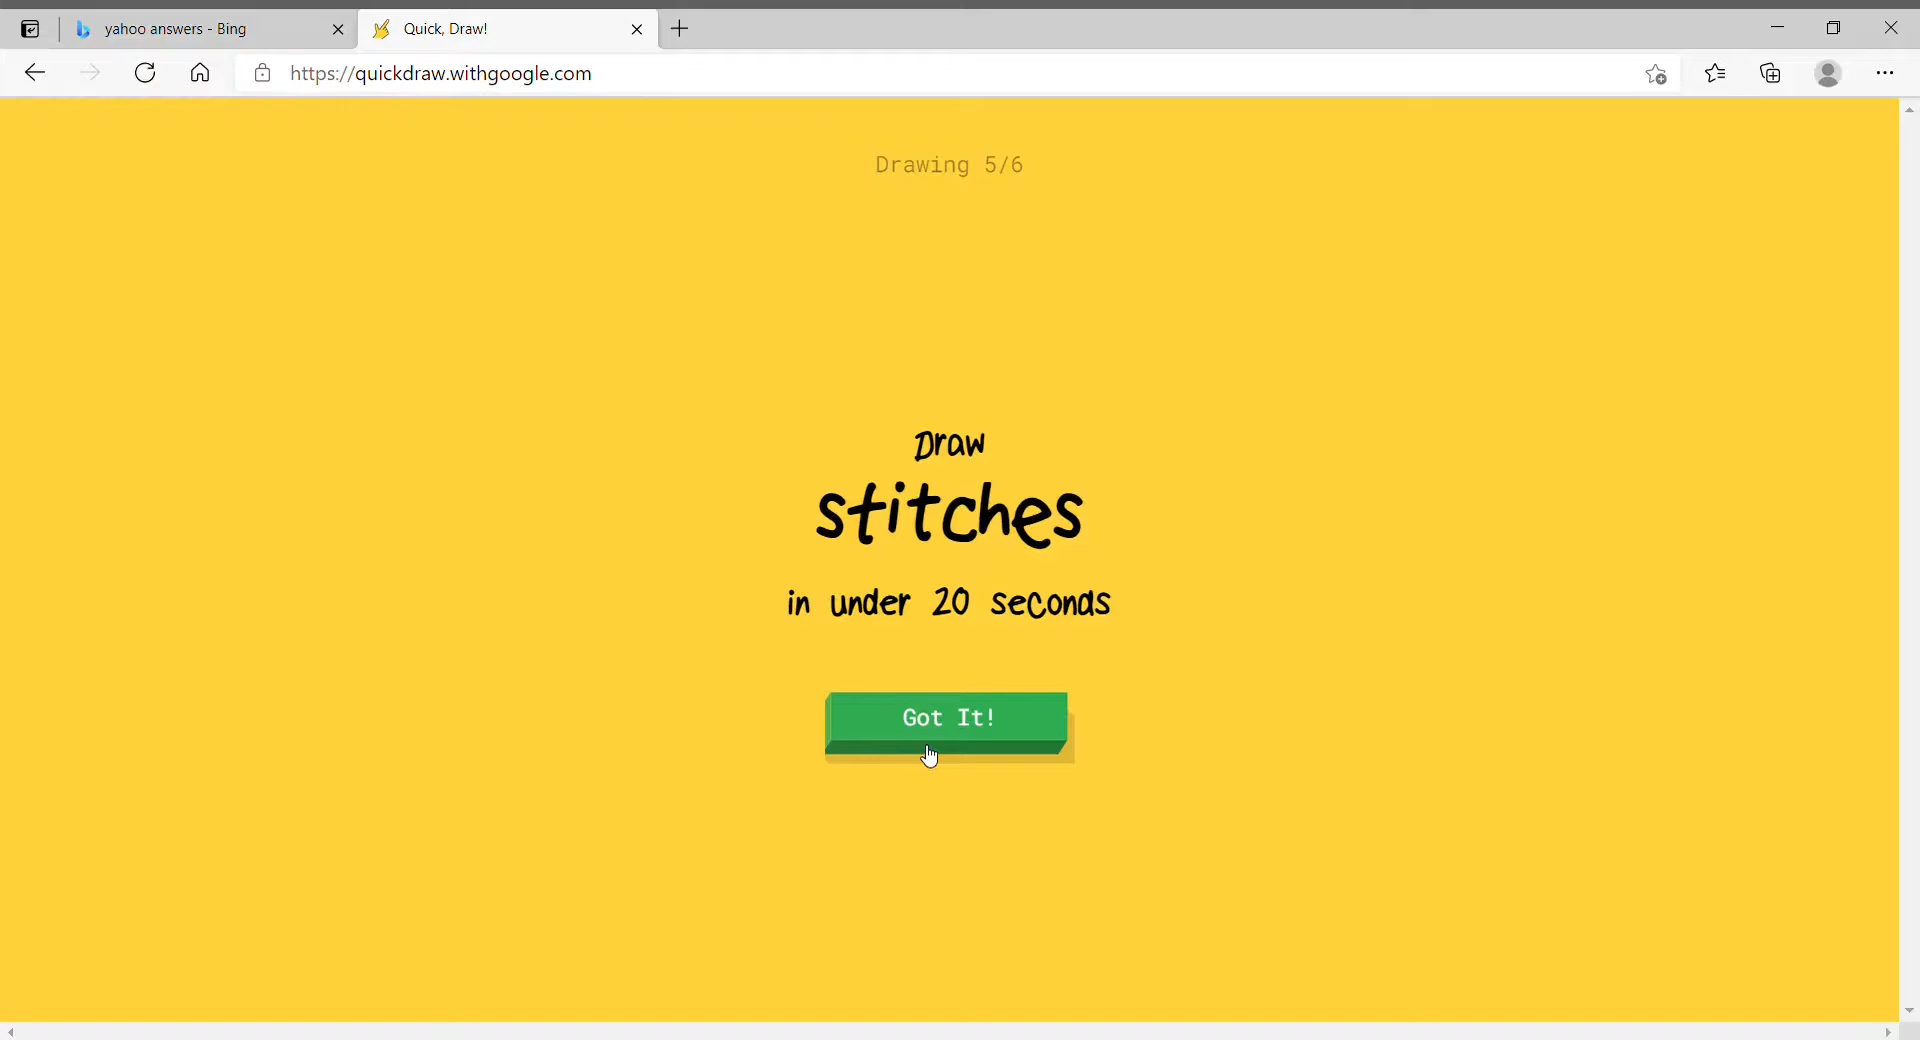 yahoo answers - Bing
Quick, Draw!
https://quickdraw.withgoogle.com
Drawing 5/6
Draw
stitches
in under 20 seconds
Got It!